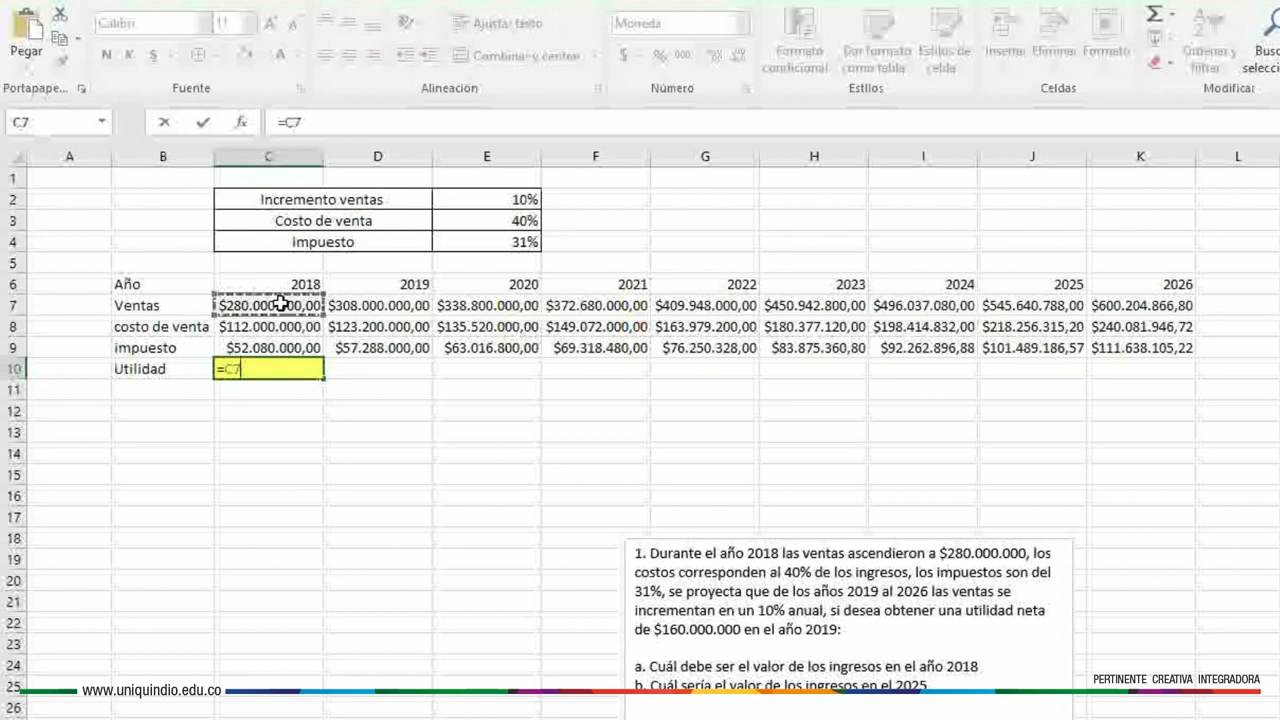 Calibri 11 Ajustar texto Moneda Σ
Pegar N K S Combinar y centrar $ % 000 Formato condicional Dar formato como tabla Estilos de celda Insertar Eliminar Formato Ordenar y filtrar
Portapape... Fuente Alineación Número Estilos Celdas Modificar
C7 fx =C7
A B C D E F G H I J K L
1
2 Incremento ventas 10%
3 Costo de venta 40%
4 Impuesto 31%
5
6 Año 2018 2019 2020 2021 2022 2023 2024 2025 2026
7 Ventas $308.000.000,00 $338.800.000,00 $372.680.000,00 $409.948.000,00 $450.942.800,00 $496.037.080,00 $545.640.788,00 $600.204.866,80
8 costo de venta $112.000.000,00 $123.200.000,00 $135.520.000,00 $149.072.000,00 $163.979.200,00 $180.377.120,00 $198.414.832,00 $218.256.315,20 $240.081.946,72
9 impuesto $52.080.000,00 $57.288.000,00 $63.016.800,00 $69.318.480,00 $76.250.328,00 $83.875.360,80 $92.262.896,88 $101.489.186,57 $111.638.105,22
10 Utilidad =C7
11
12
13
14
15
16
17
18
19
20
21
22
23
24
25
26
1. Durante el año 2018 las ventas ascendieron a $280.000.000, los
costos corresponden al 40% de los ingresos, los impuestos son del
31%, se proyecta que de los años 2019 al 2026 las ventas se
incrementan en un 10% anual, si desea obtener una utilidad neta
de $160.000.000 en el año 2019:
a. Cuál debe ser el valor de los ingresos en el año 2018
b. Cuál sería el valor de los ingresos en el 2025
PERTINENTE CREATIVA INTEGRADORA
www.uniquindio.edu.co